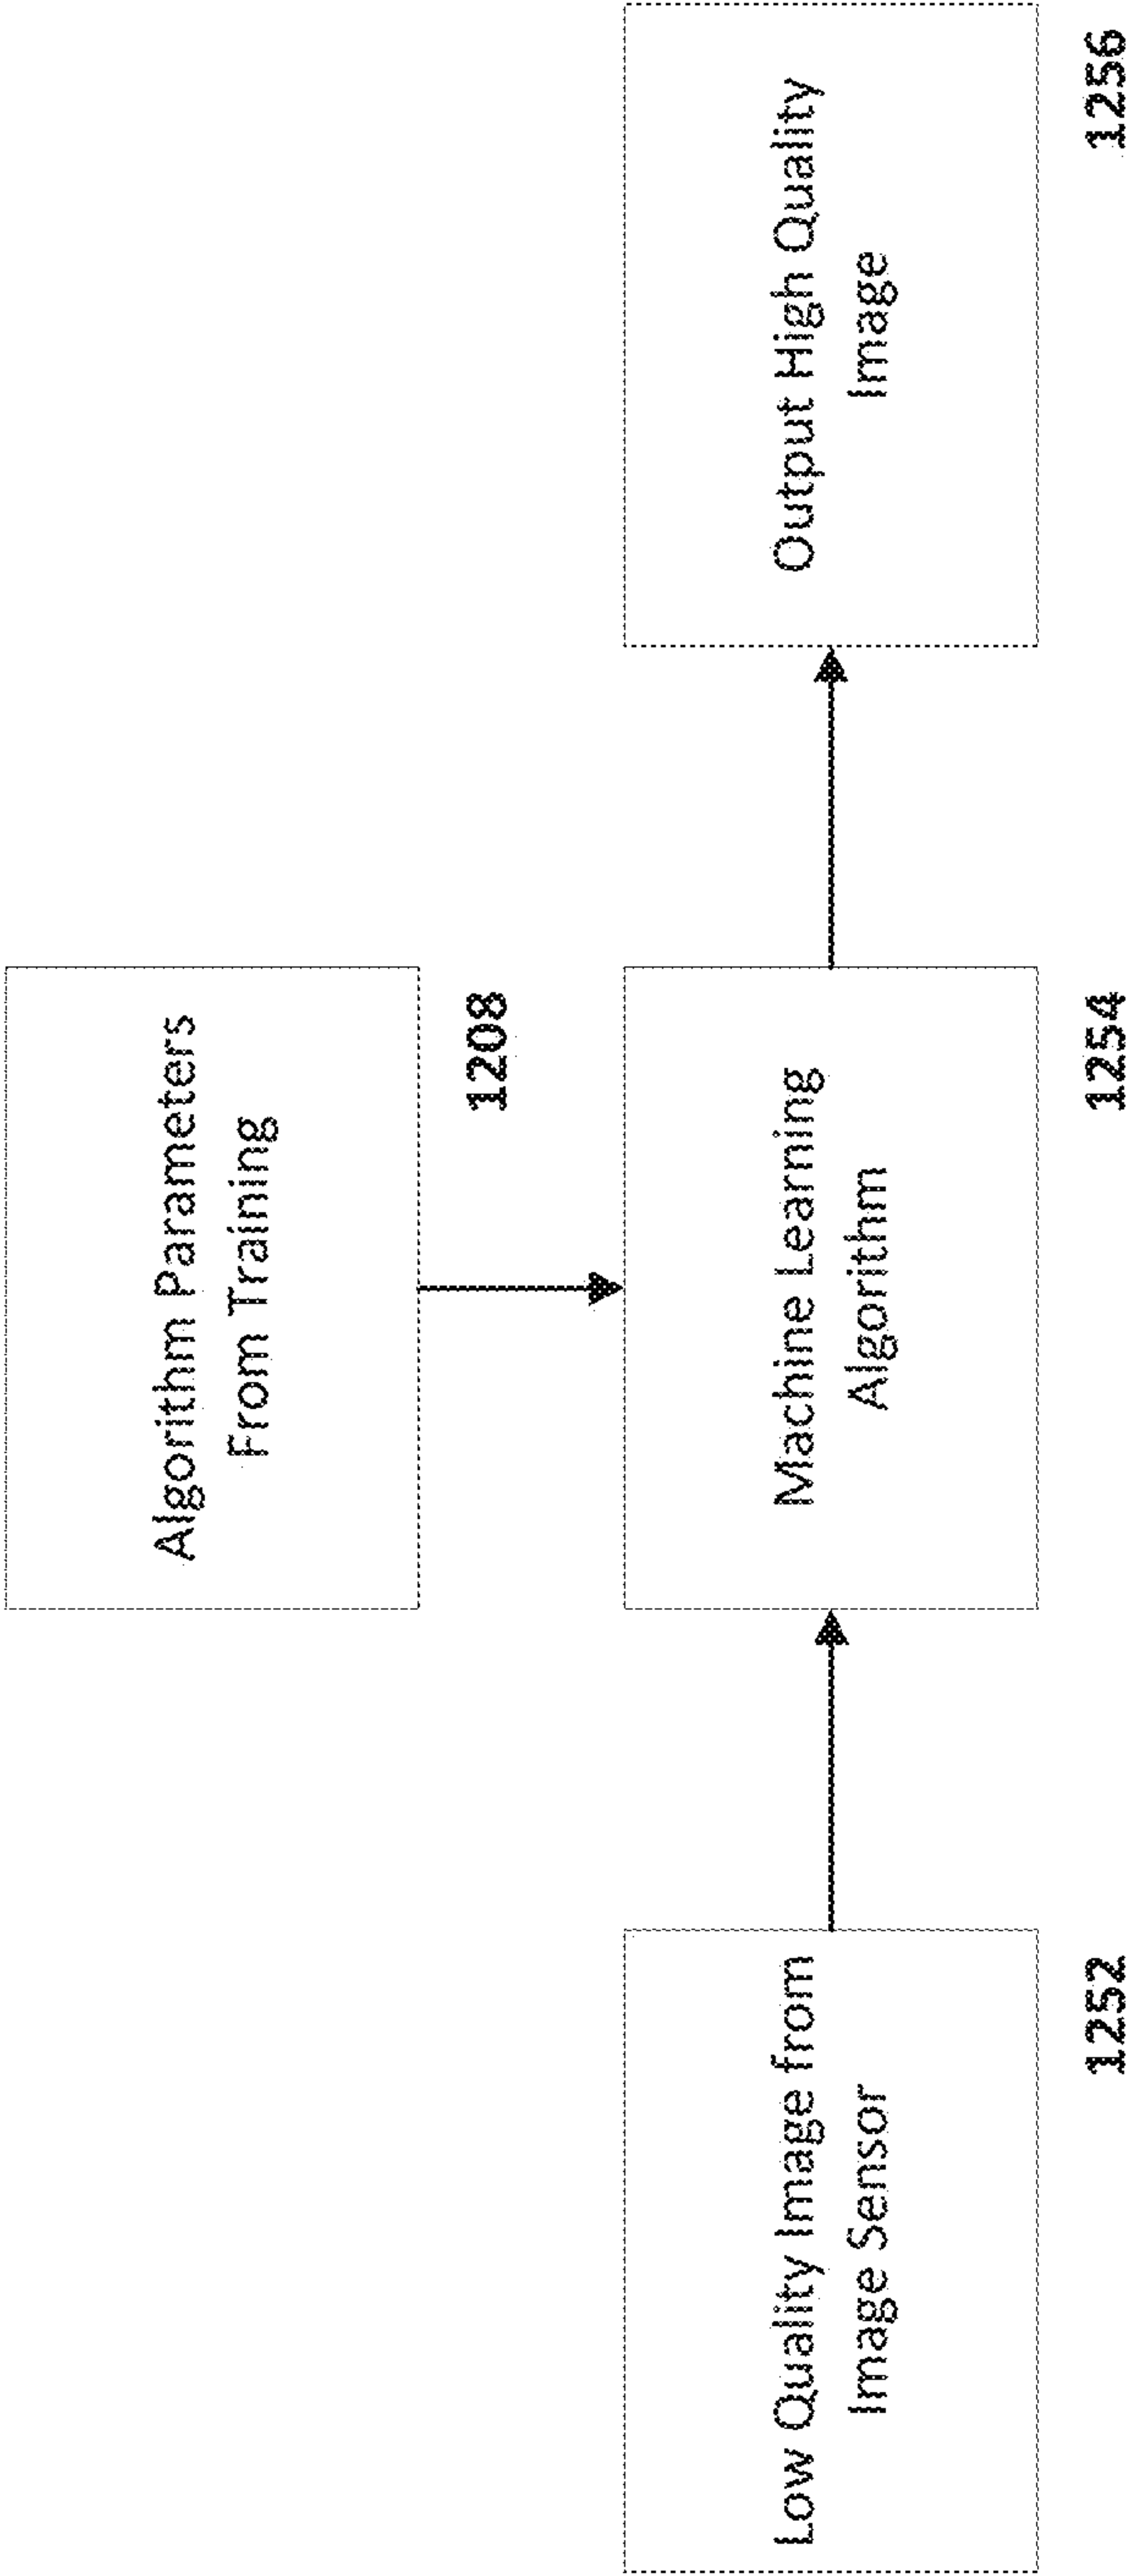 Algorithm Parameters
From Training
1208
Low Quality Image from
Image Sensor
1252
Machine Learning
Algorithm
1254
Output High Quality
Image
1256